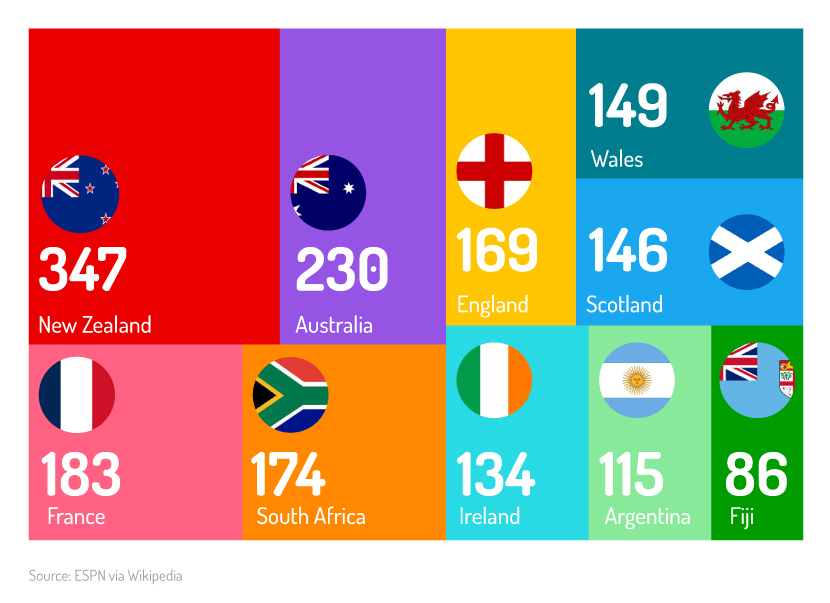 347
New Zealand
230
Australia
169
England
149
Wales
146
Scotland
183
France
174
South Africa
134
Ireland
115
Argentina
86
Fiji
Source: ESPN via Wikipedia